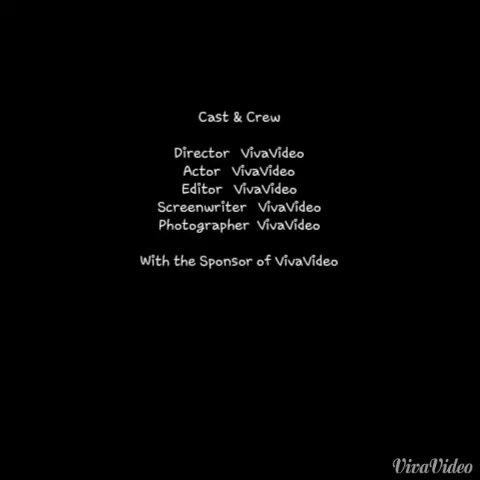 Cast & Crew
Director VivaVideo
Actor VivaVideo
Editor VivaVideo
Screenwriter VivaVideo
Photographer VivaVideo
With the Sponsor of VivaVideo
VivaVideo